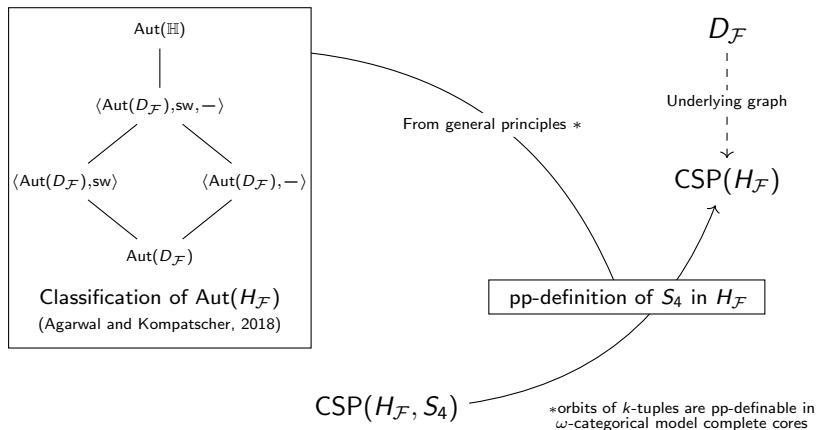 Aut(ℍ)
⟨Aut(D_ℱ),sw,−⟩
⟨Aut(D_ℱ),sw⟩
⟨Aut(D_ℱ),−⟩
Aut(D_ℱ)
Classification of Aut(H_ℱ)
(Agarwal and Kompatscher, 2018)
From general principles *
D_ℱ
Underlying graph
CSP(H_ℱ)
pp-definition of S₄ in H_ℱ
CSP(H_ℱ, S₄)
*orbits of k-tuples are pp-definable in
ω-categorical model complete cores